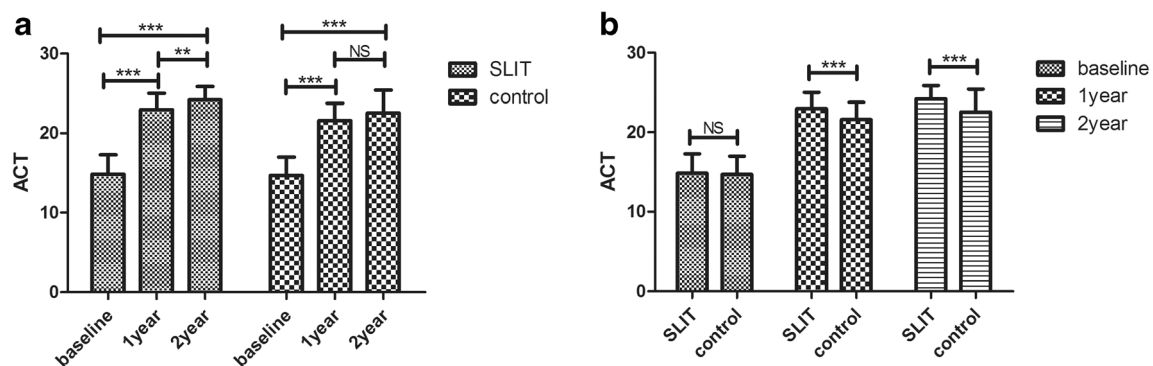 a
***
***
**
***
***
NS
ACT
30
20
10
0
baseline
1year
2year
baseline
1year
2year
SLIT
control
b
NS
***
***
ACT
30
20
10
0
SLIT
control
SLIT
control
SLIT
control
baseline
1year
2year